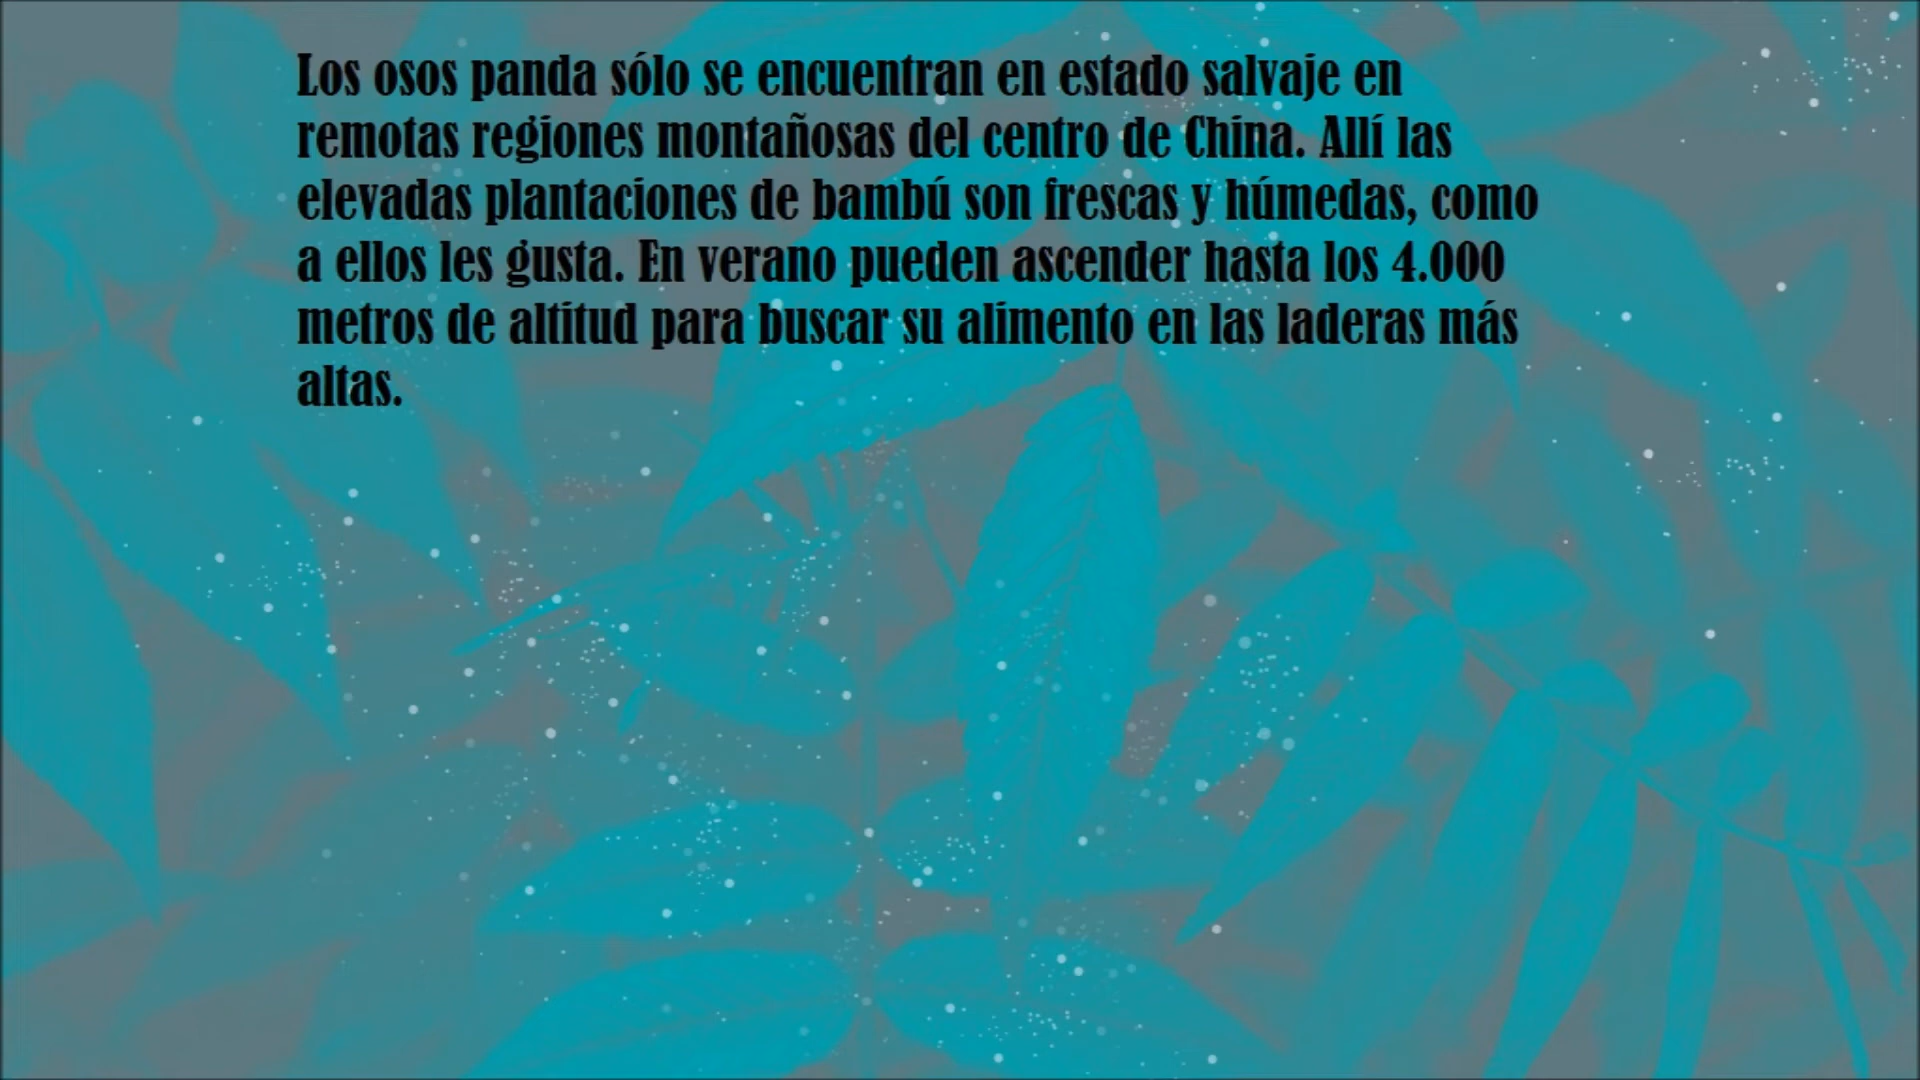 Los osos panda sólo se encuentran en estado salvaje en
remotas regiones montañosas del centro de China. Allí las
elevadas plantaciones de bambú son frescas y húmedas, como
a ellos les gusta. En verano pueden ascender hasta los 4.000
metros de altitud para buscar su alimento en las laderas más
altas.